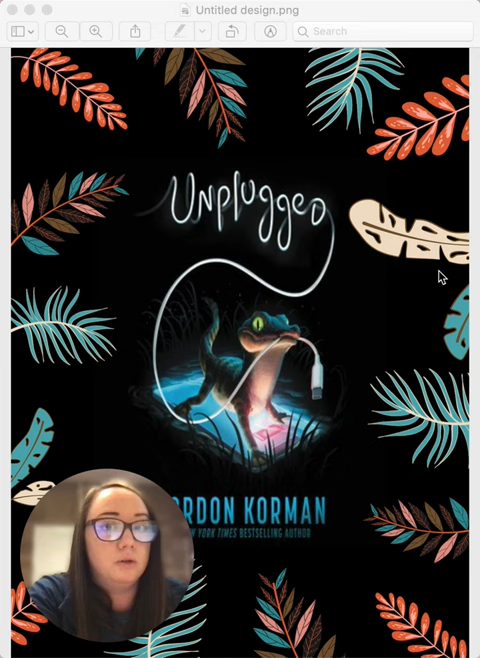 Untitled design.png
Search
Unplugged
ORDON KORMAN
NEW YORK TIMES BESTSELLING AUTHOR